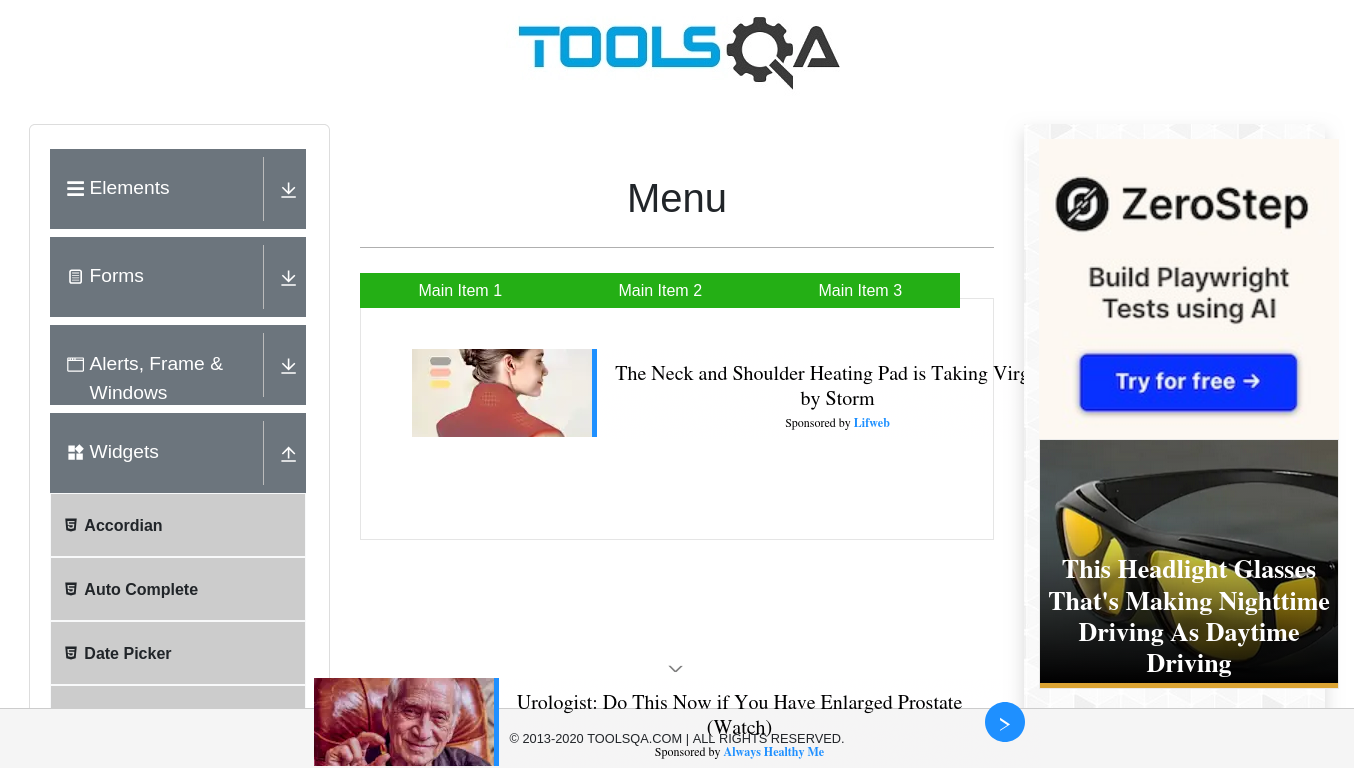 TOOLSQA
Elements
Forms
Alerts, Frame &
Windows
Widgets
Accordian
Auto Complete
Date Picker
Menu
Main Item 1
Main Item 2
Main Item 3
The Neck and Shoulder Heating Pad is Taking Virg
by Storm
Sponsored by Lifweb
ZeroStep
Build Playwright
Tests using AI
Try for free →
This Headlight Glasses
That's Making Nighttime
Driving As Daytime
Driving
Urologist: Do This Now if You Have Enlarged Prostate
(Watch)
© 2013-2020 TOOLSQA.COM | ALL RIGHTS RESERVED.
Sponsored by Always Healthy Me